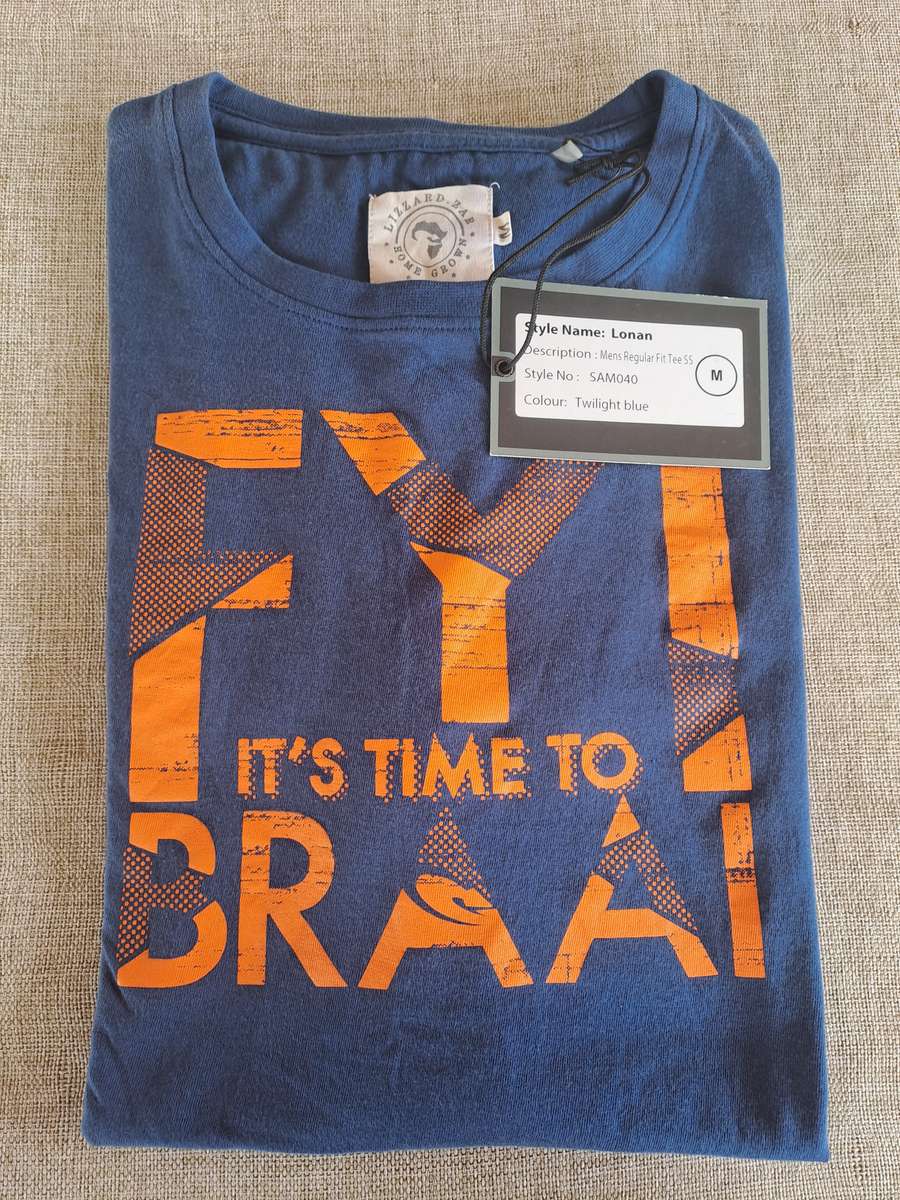 LIZZARD-ZAR
HOME GROWN
Style Name: Lonan
Description : Mens Regular Fit Tee SS
M
Style No : SAM040
Colour: Twilight blue
FYI
IT'S TIME TO
BRAAI